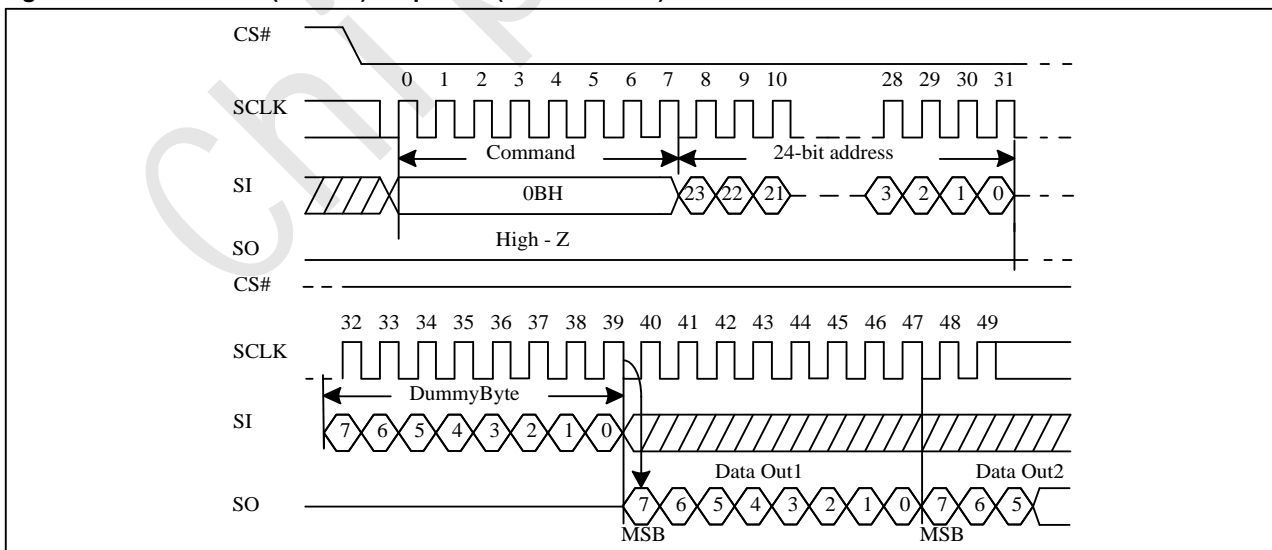 CS#
0 1 2 3 4 5 6 7 8 9 10 28 29 30 31
SCLK
Command 24-bit address
SI 0BH 23 22 21 3 2 1 0
High - Z
SO
CS#
32 33 34 35 36 37 38 39 40 41 42 43 44 45 46 47 48 49
SCLK
DummyByte
SI 7 6 5 4 3 2 1 0
Data Out1 Data Out2
SO 7 6 5 4 3 2 1 0 7 6 5
MSB MSB